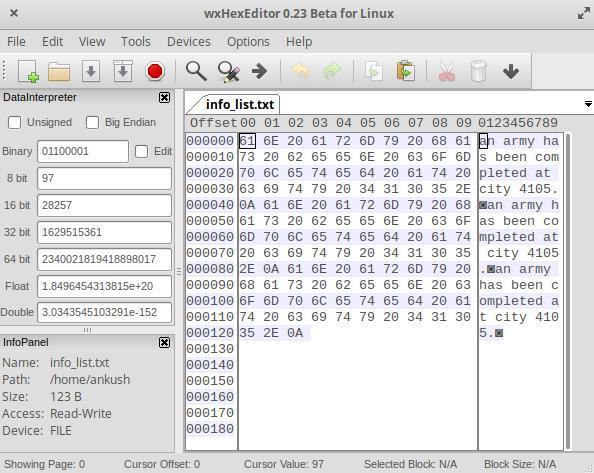 wxHexEditor 0.23 Beta for Linux
File Edit View Tools Devices Options Help
DataInterpreter
Unsigned Big Endian
Binary 01100001 Edit
8 bit 97
16 bit 28257
32 bit 1629515361
64 bit 2340021819418898017
Float 1.8496454313815e+20
Double 3.0343545103291e-152
InfoPanel
Name: info_list.txt
Path: /home/ankush
Size: 123 B
Access: Read-Write
Device: FILE
info_list.txt
Offset 00 01 02 03 04 05 06 07 08 09 0123456789
000000 61 6E 20 61 72 6D 79 20 68 61 an army ha
000010 73 20 62 65 65 6E 20 63 6F 6D s been com
000020 70 6C 65 74 65 64 20 61 74 20 pleted at
000030 63 69 74 79 20 34 31 30 35 2E city 4105.
000040 0A 61 6E 20 61 72 6D 79 20 68 ◙an army h
000050 61 73 20 62 65 65 6E 20 63 6F as been co
000060 6D 70 6C 65 74 65 64 20 61 74 mpleted at
000070 20 63 69 74 79 20 34 31 30 35 city 4105
000080 2E 0A 61 6E 20 61 72 6D 79 20 .◙an army
000090 68 61 73 20 62 65 65 6E 20 63 has been c
000100 6F 6D 70 6C 65 74 65 64 20 61 ompleted a
000110 74 20 63 69 74 79 20 34 31 30 t city 410
000120 35 2E 0A 5.◙
000130
000140
000150
000160
000170
000180
Showing Page: 0 Cursor Offset: 0 Cursor Value: 97 Selected Block: N/A Block Size: N/A